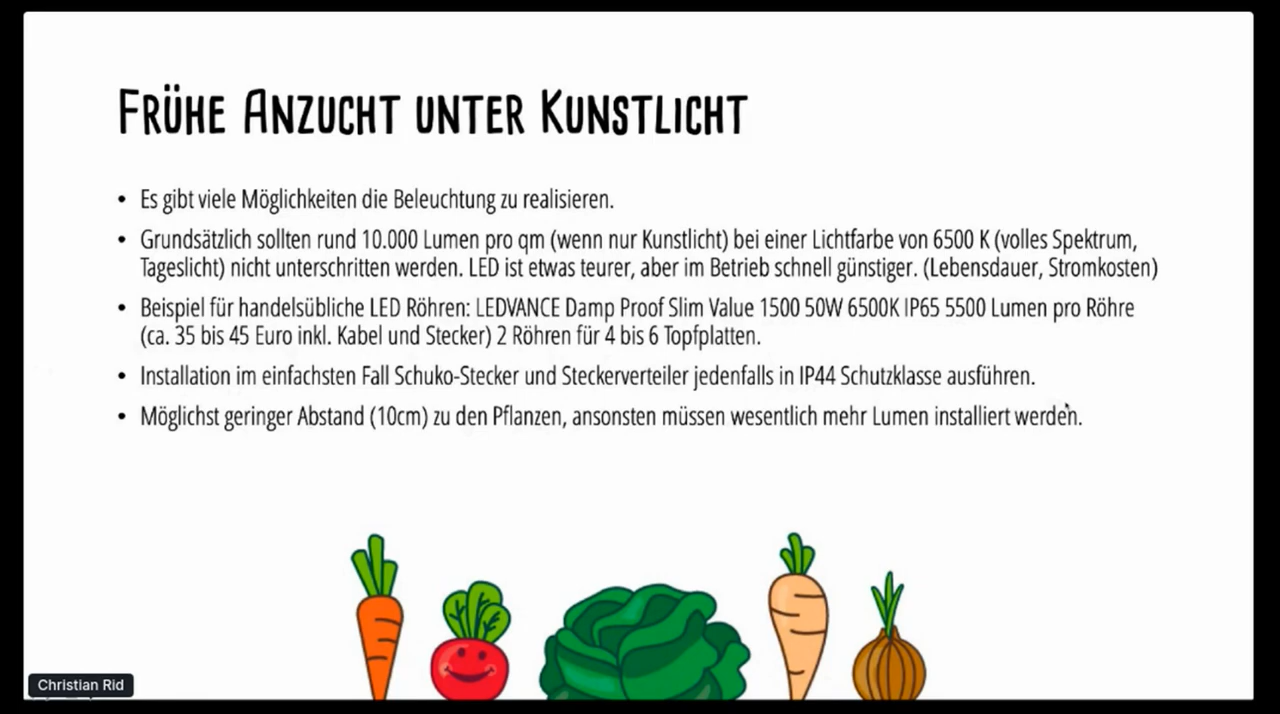 Frühe Anzucht unter Kunstlicht
• Es gibt viele Möglichkeiten die Beleuchtung zu realisieren.
• Grundsätzlich sollten rund 10.000 Lumen pro qm (wenn nur Kunstlicht) bei einer Lichtfarbe von 6500 K (volles Spektrum,
Tageslicht) nicht unterschritten werden. LED ist etwas teurer, aber im Betrieb schnell günstiger. (Lebensdauer, Stromkosten)
• Beispiel für handelsübliche LED Röhren: LEDVANCE Damp Proof Slim Value 1500 50W 6500K IP65 5500 Lumen pro Röhre
(ca. 35 bis 45 Euro inkl. Kabel und Stecker) 2 Röhren für 4 bis 6 Topfplatten.
• Installation im einfachsten Fall Schuko-Stecker und Steckerverteiler jedenfalls in IP44 Schutzklasse ausführen.
• Möglichst geringer Abstand (10cm) zu den Pflanzen, ansonsten müssen wesentlich mehr Lumen installiert werden.
Christian Rid